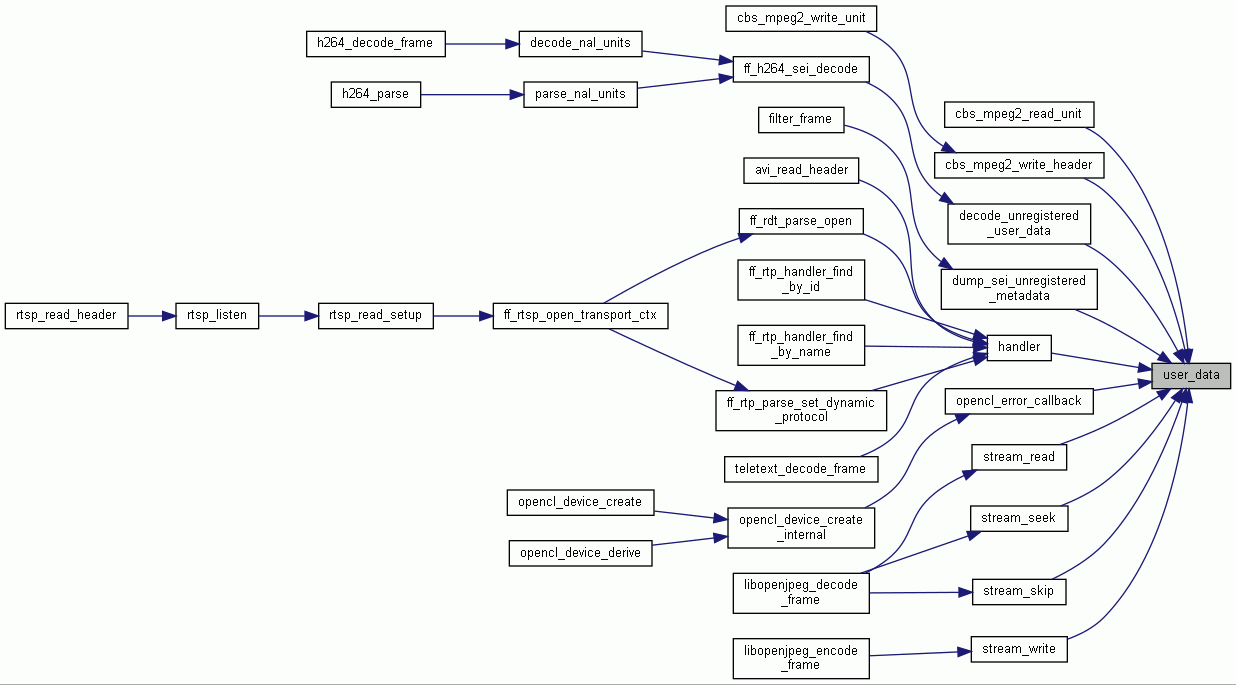 cbs_mpeg2_write_unit
h264_decode_frame
decode_nal_units
ff_h264_sei_decode
h264_parse
parse_nal_units
filter_frame
cbs_mpeg2_read_unit
avi_read_header
cbs_mpeg2_write_header
ff_rdt_parse_open
decode_unregistered
_user_data
ff_rtp_handler_find
_by_id
dump_sei_unregistered
_metadata
rtsp_read_header
rtsp_listen
rtsp_read_setup
ff_rtsp_open_transport_ctx
ff_rtp_handler_find
_by_name
handler
user_data
ff_rtp_parse_set_dynamic
_protocol
opencl_error_callback
teletext_decode_frame
stream_read
opencl_device_create
opencl_device_create
_internal
stream_seek
opencl_device_derive
libopenjpeg_decode
_frame
stream_skip
libopenjpeg_encode
_frame
stream_write